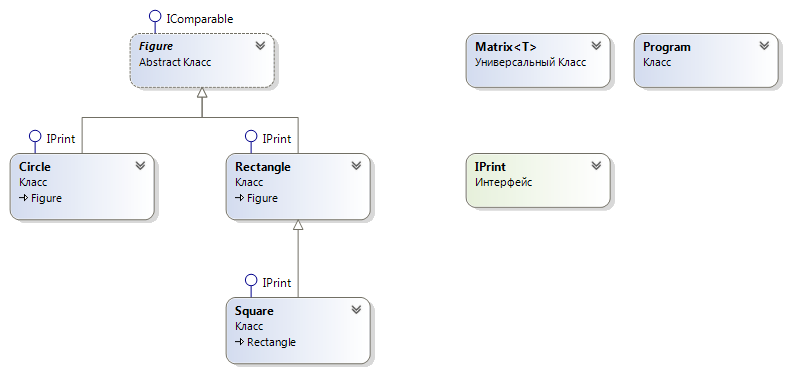 IComparable
Figure
Abstract Класс
Matrix<T>
Универсальный Класс
Program
Класс
IPrint
Circle
Класс
Figure
IPrint
Rectangle
Класс
Figure
IPrint
Интерфейс
IPrint
Square
Класс
Rectangle